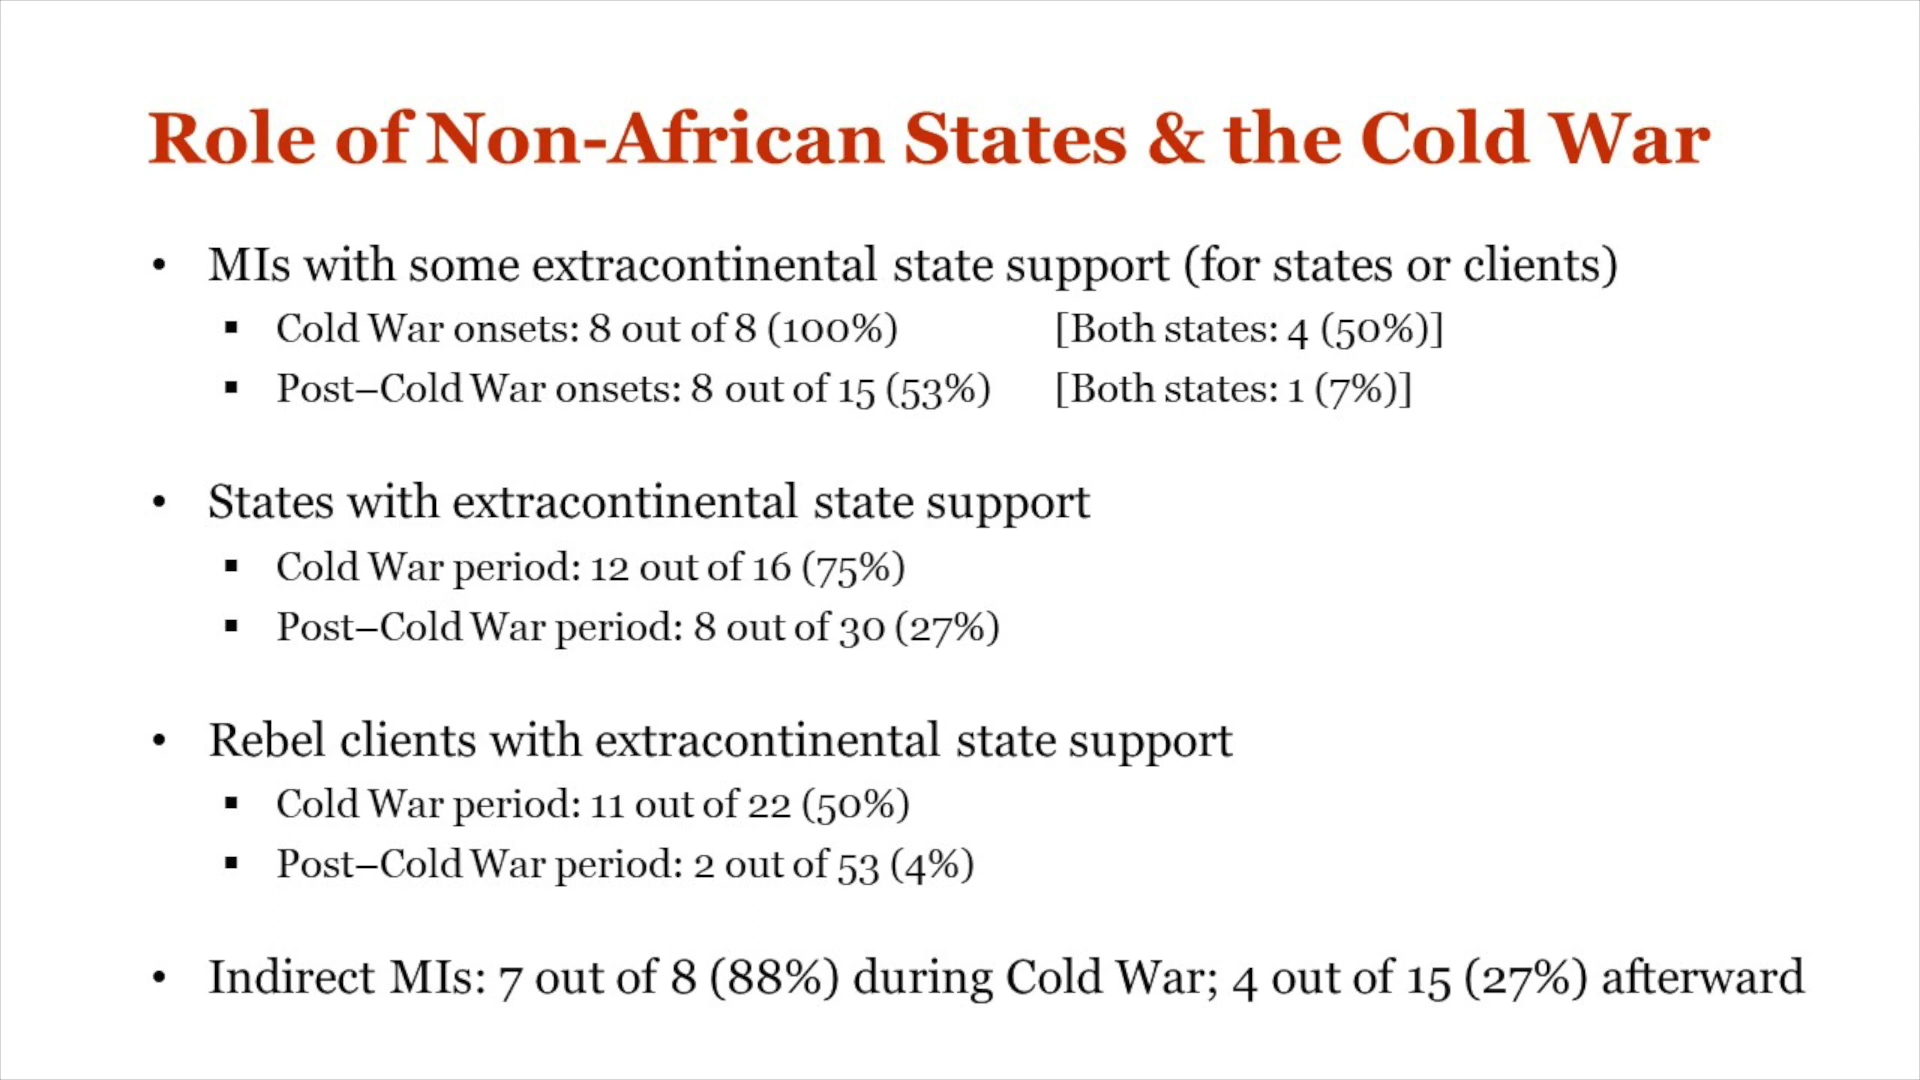 Role of Non-African States & the Cold War
• MIs with some extracontinental state support (for states or clients)
▪ Cold War onsets: 8 out of 8 (100%) [Both states: 4 (50%)]
▪ Post–Cold War onsets: 8 out of 15 (53%) [Both states: 1 (7%)]
• States with extracontinental state support
▪ Cold War period: 12 out of 16 (75%)
▪ Post–Cold War period: 8 out of 30 (27%)
• Rebel clients with extracontinental state support
▪ Cold War period: 11 out of 22 (50%)
▪ Post–Cold War period: 2 out of 53 (4%)
• Indirect MIs: 7 out of 8 (88%) during Cold War; 4 out of 15 (27%) afterward